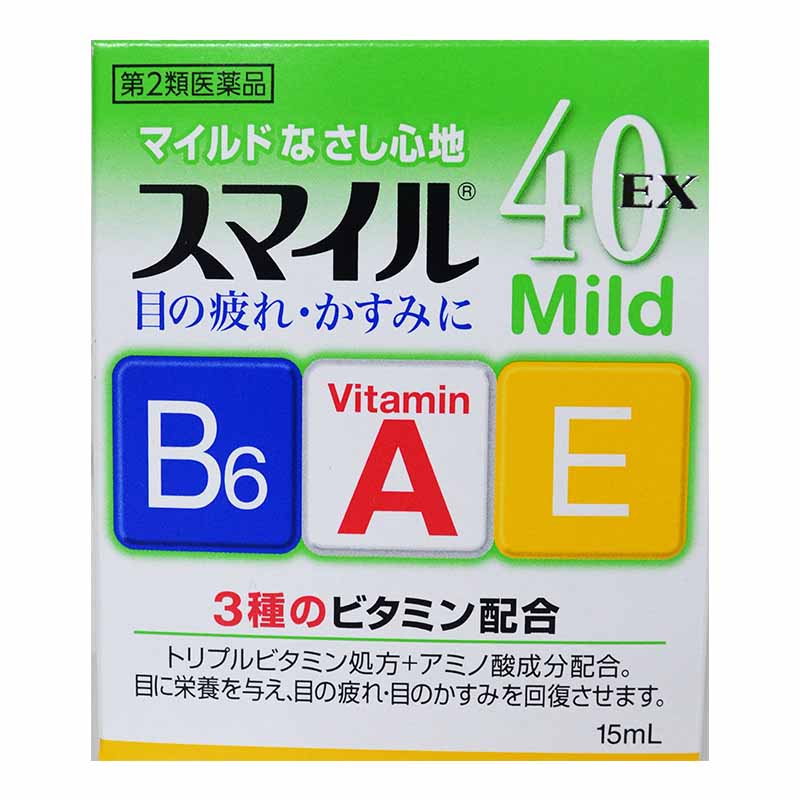 第2類医薬品
マイルドなさし心地
スマイル® 40 EX
目の疲れ・かすみに Mild
B6 Vitamin A E
3種のビタミン配合
トリプルビタミン処方+アミノ酸成分配合。
目に栄養を与え、目の疲れ・目のかすみを回復させます。
15mL